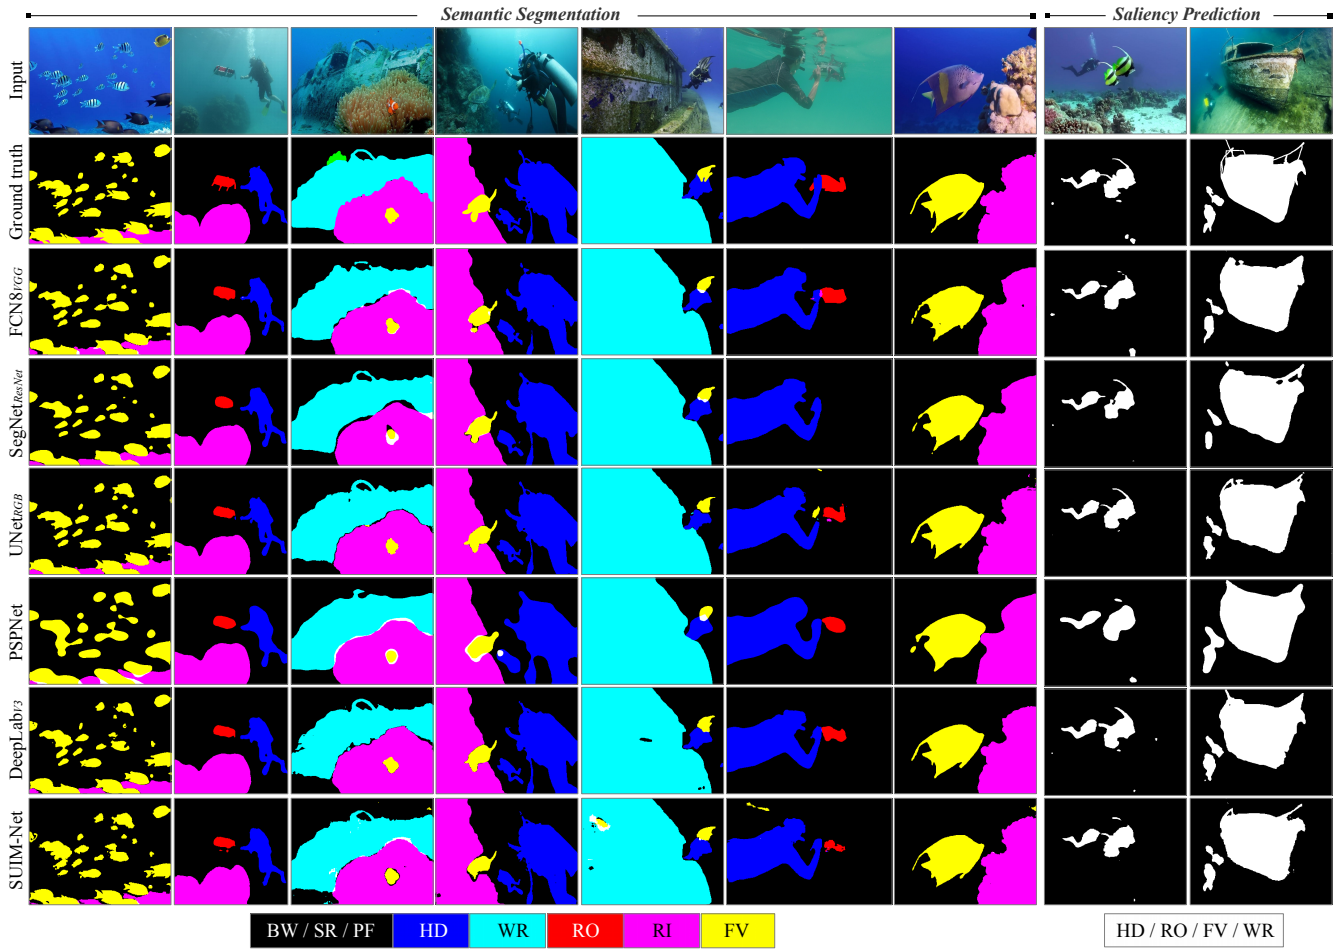 Semantic Segmentation
Saliency Prediction
Input
Ground truth
FCN8VGG
SegNetResNet
UNetRGB
PSPNet
DeepLabV3
SUIM-Net
BW / SR / PF
HD
WR
RO
RI
FV
HD / RO / FV / WR